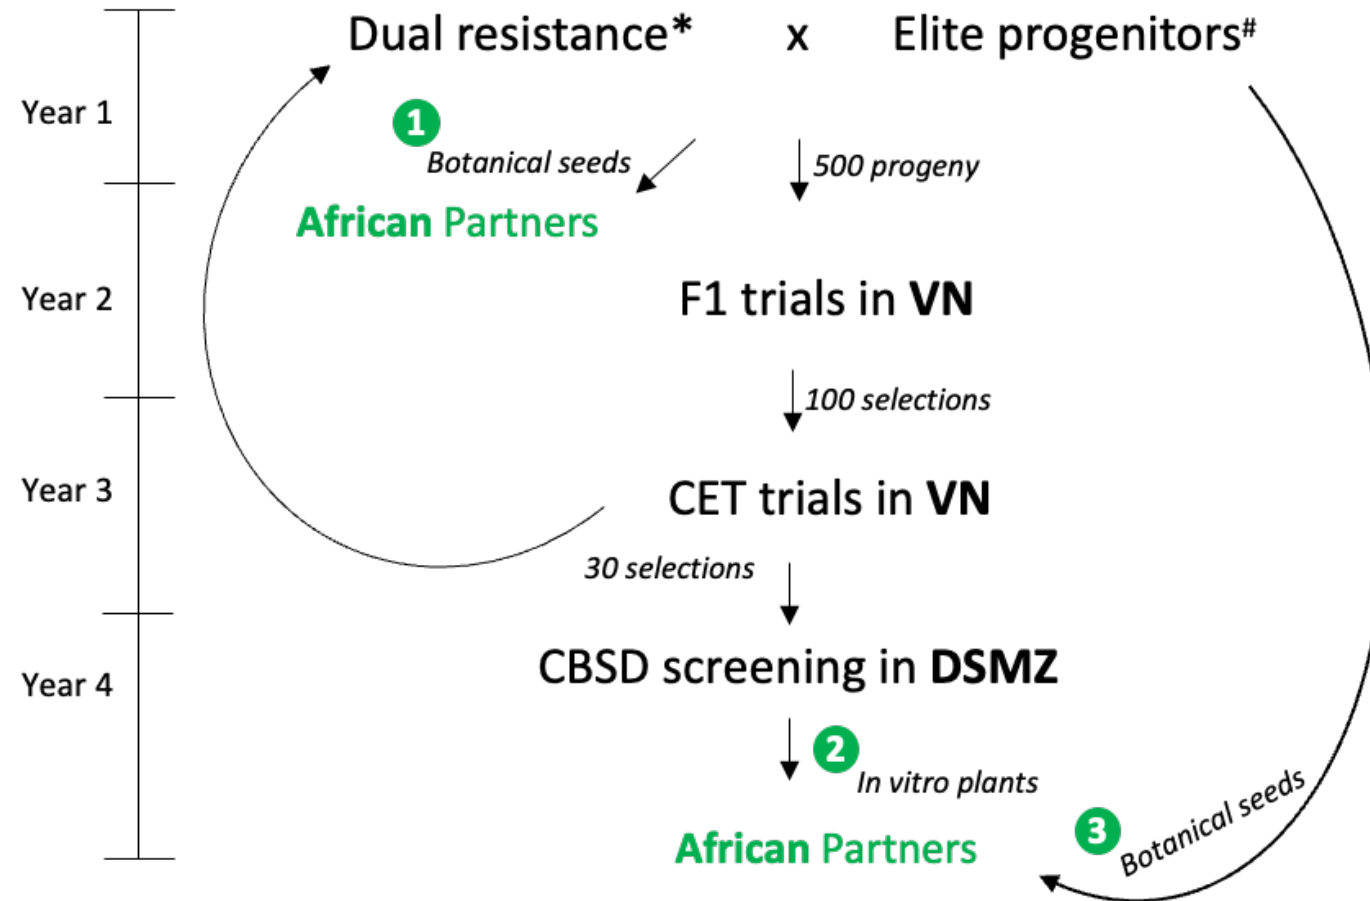 Dual resistance* x Elite progenitors#
Year 1
1
Botanical seeds
500 progeny
African Partners
Year 2
F1 trials in VN
100 selections
Year 3
CET trials in VN
30 selections
CBSD screening in DSMZ
Year 4
2
In vitro plants
3
Botanical seeds
African Partners